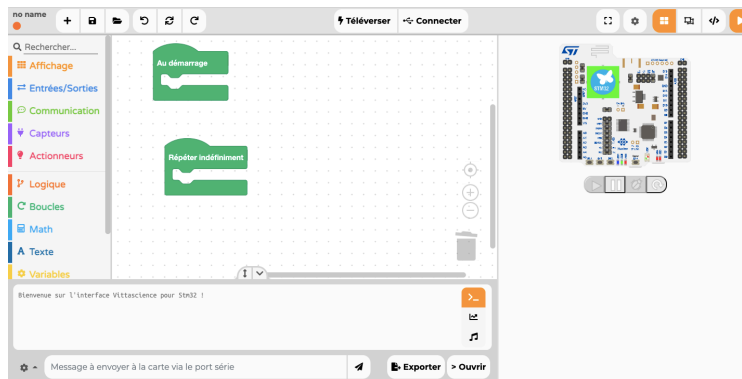 no name
Téléverser
Connecter
Rechercher...
Affichage
Entrées/Sorties
Communication
Capteurs
Actionneurs
Logique
Boucles
Math
Texte
Variables
Au démarrage
Répéter indéfiniment
Bienvenue sur l'interface Vittascience pour Stm32 !
Message à envoyer à la carte via le port série
Exporter
> Ouvrir
STM32